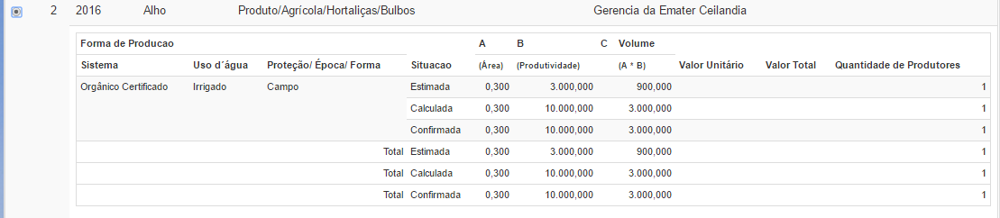 2 2016 Alho Produto/Agrícola/Hortaliças/Bulbos Gerencia da Emater Ceilandia
Forma de Producao A B C Volume
Sistema Uso d´água Proteção/ Época/ Forma Situacao (Área) (Produtividade) (A * B) Valor Unitário Valor Total Quantidade de Produtores
Orgânico Certificado Irrigado Campo Estimada 0,300 3.000,000 900,000 1
Calculada 0,300 10.000,000 3.000,000 1
Confirmada 0,300 10.000,000 3.000,000 1
Total Estimada 0,300 3.000,000 900,000 1
Total Calculada 0,300 10.000,000 3.000,000 1
Total Confirmada 0,300 10.000,000 3.000,000 1